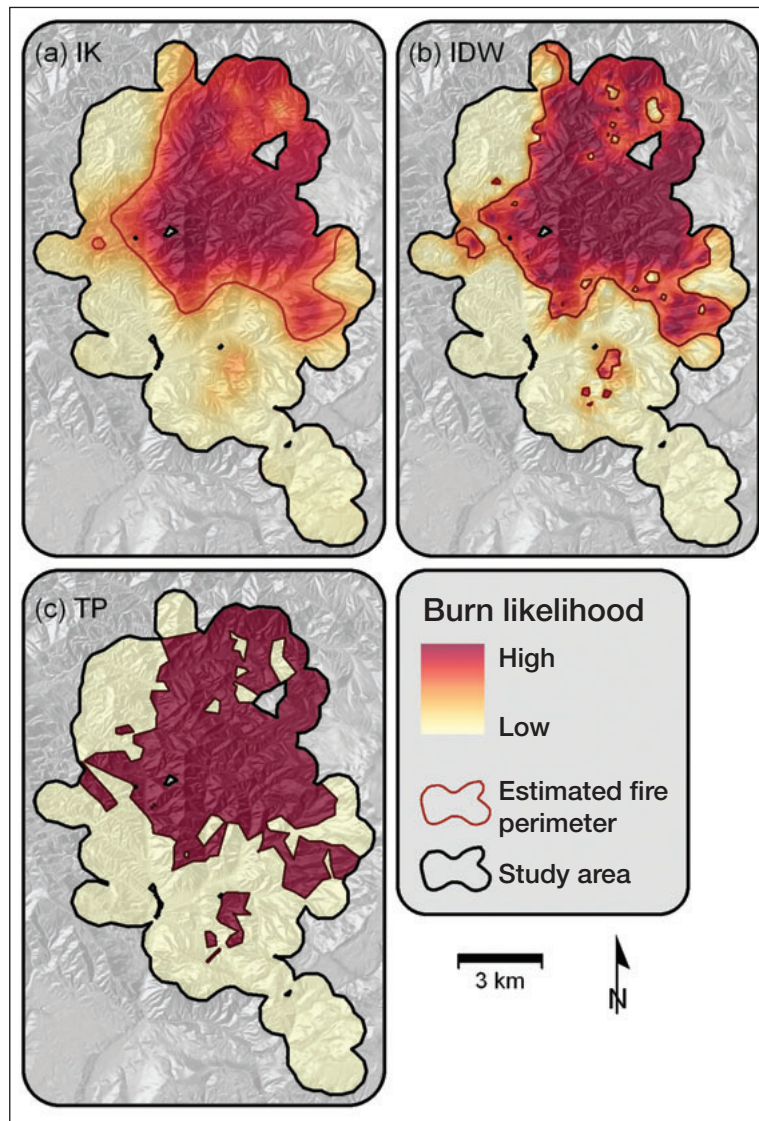 (a) IK
(b) IDW
(c) TP
Burn likelihood
High
Low
Estimated fire
perimeter
Study area
3 km
N